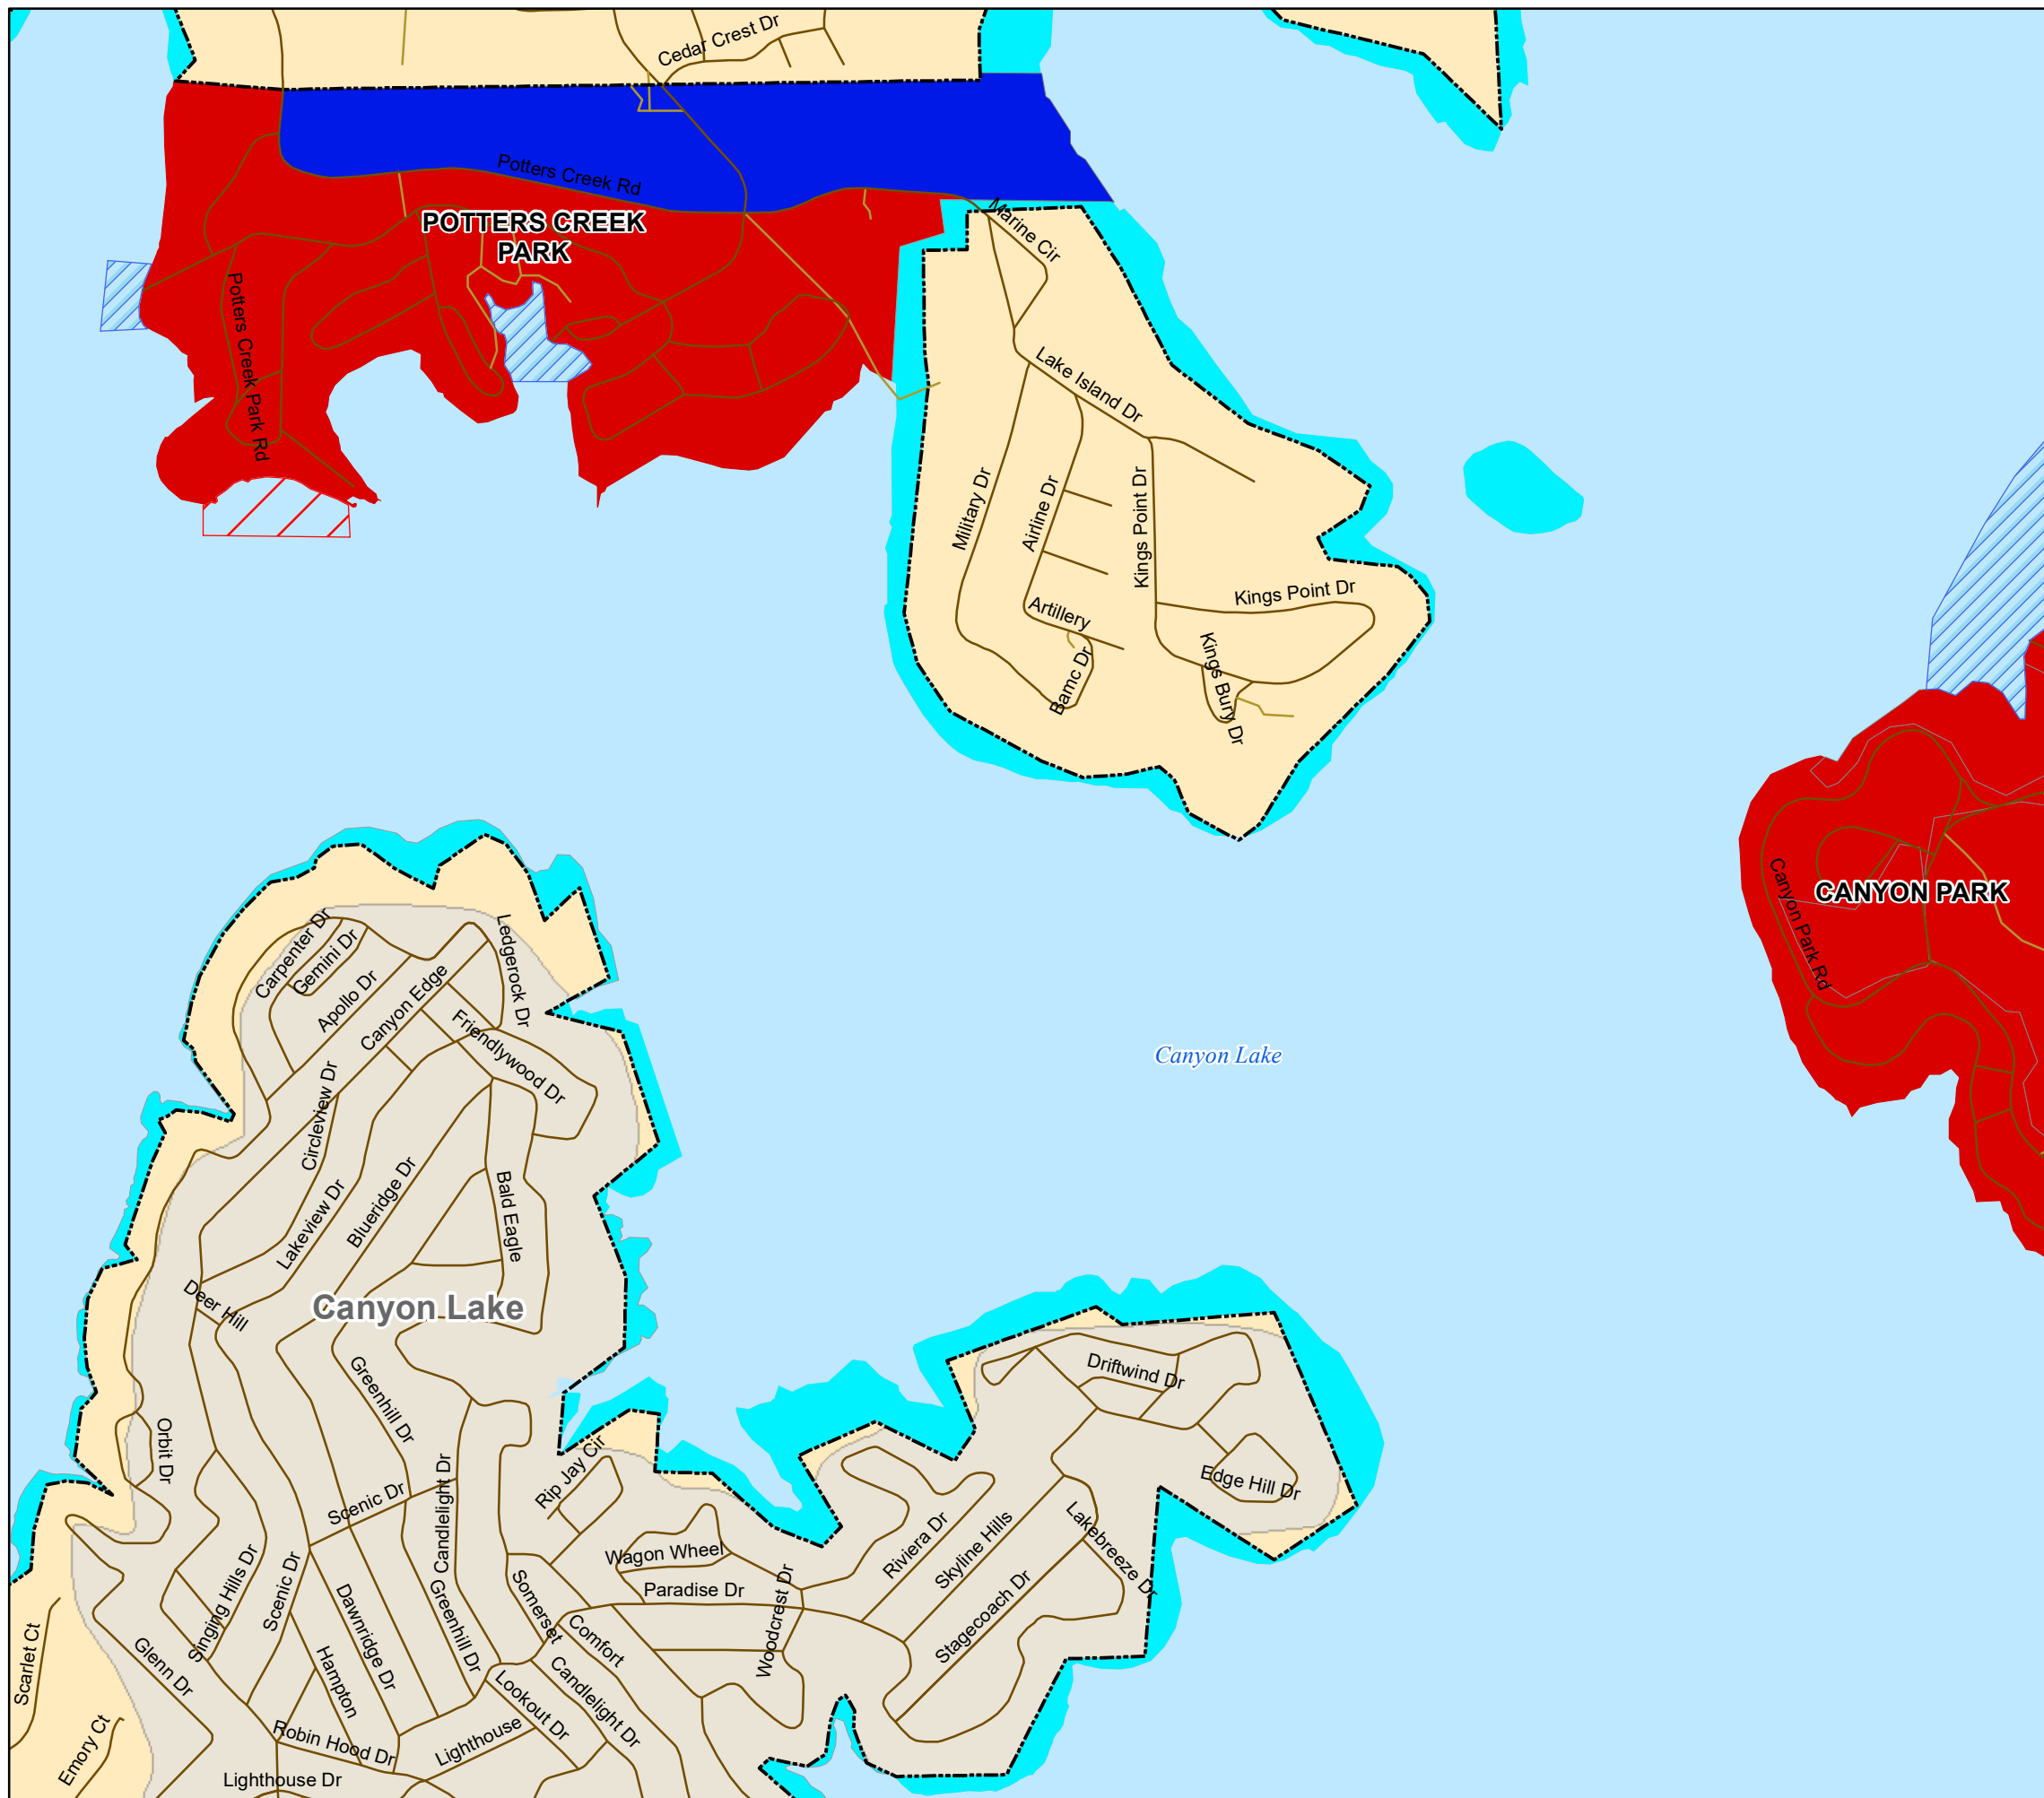 Cedar Crest Dr
Potters Creek Rd
POTTERS CREEK
PARK
Marine Cir
Potters Creek Park Rd
Lake Island Dr
Military Dr
Airline Dr
Kings Point Dr
Kings Point Dr
Artillery
Bamc Dr
Kings Bury Dr
CANYON PARK
Canyon Park Rd
Carpenter Dr
Gemini Dr
Apollo Dr
Canyon Edge
Ledgerock Dr
Friendlywood Dr
Canyon Lake
Circleview Dr
Lakeview Dr
Blueridge Dr
Bald Eagle
Deer Hill
Canyon Lake
Greenhill Dr
Driftwind Dr
Orbit Dr
Rip Jay Cir
Edge Hill Dr
Scenic Dr
Candlelight Dr
Riviera Dr
Skyline Hills
Lakebreeze Dr
Wagon Wheel
Paradise Dr
Singing Hills Dr
Scenic Dr
Dawnridge Dr
Greenhill Dr
Somerset
Comfort
Woodcrest Dr
Stagecoach Dr
Scarlet Ct
Glenn Dr
Hampton
Lookout Dr
Candlelight Dr
Emory Ct
Robin Hood Dr
Lighthouse
Lighthouse Dr